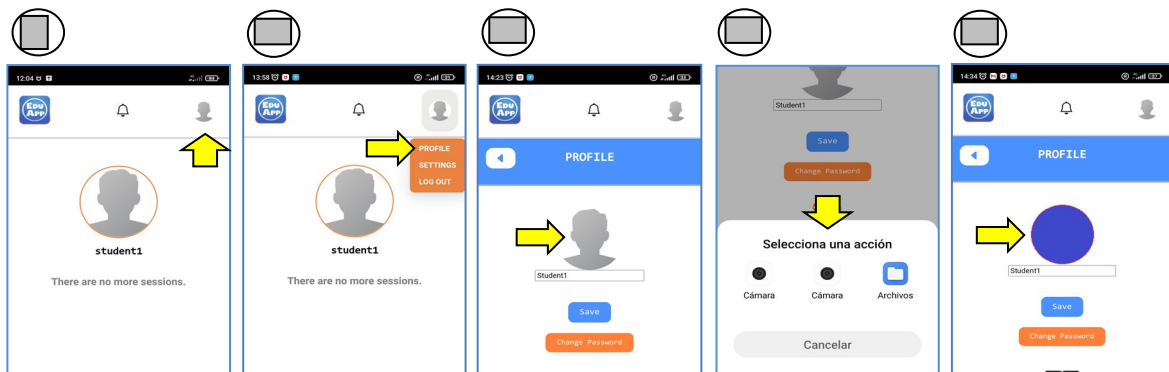 12:04
EDU
APP
student1
There are no more sessions.
13:58
EDU
APP
PROFILE
SETTINGS
LOG OUT
student1
There are no more sessions.
14:23
EDU
APP
PROFILE
Student1
Save
Change Password
Student1
Save
Change Password
Selecciona una acción
Cámara
Cámara
Archivos
Cancelar
14:34
EDU
APP
PROFILE
Student1
Save
Change Password